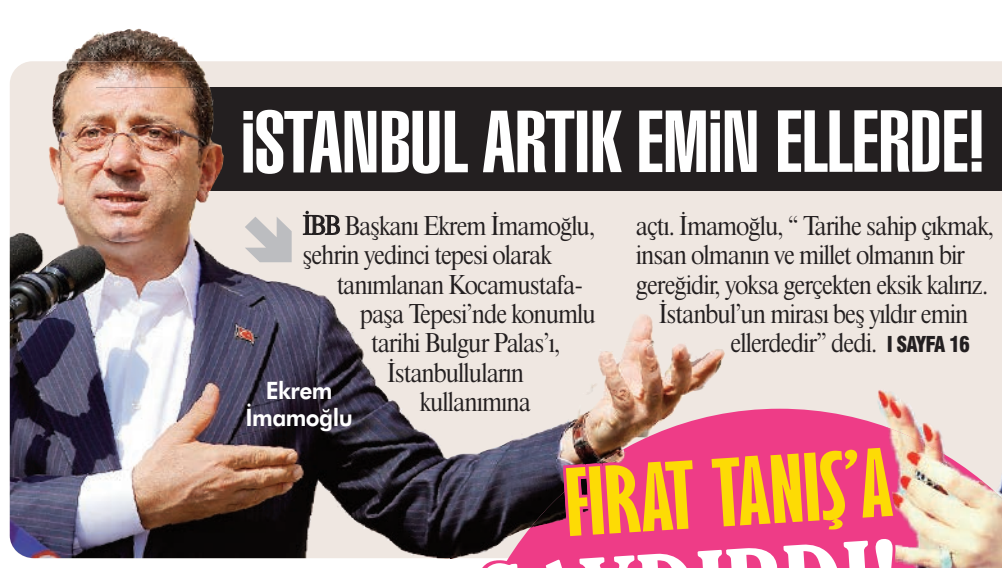 İSTANBUL ARTIK EMİN ELLERDE!
İBB Başkanı Ekrem İmamoğlu,
şehrin yedinci tepesi olarak
tanımlanan Kocamustafa-
paşa Tepesi’nde konumlu
tarihi Bulgur Palas’ı,
İstanbulluların
kullanımına
açtı. İmamoğlu, “ Tarihe sahip çıkmak,
insan olmanın ve millet olmanın bir
gereğidir, yoksa gerçekten eksik kalırız.
İstanbul’un mirası beş yıldır emin
ellerdedir” dedi. I SAYFA 16
Ekrem
İmamoğlu
FIRAT TANIŞ’A